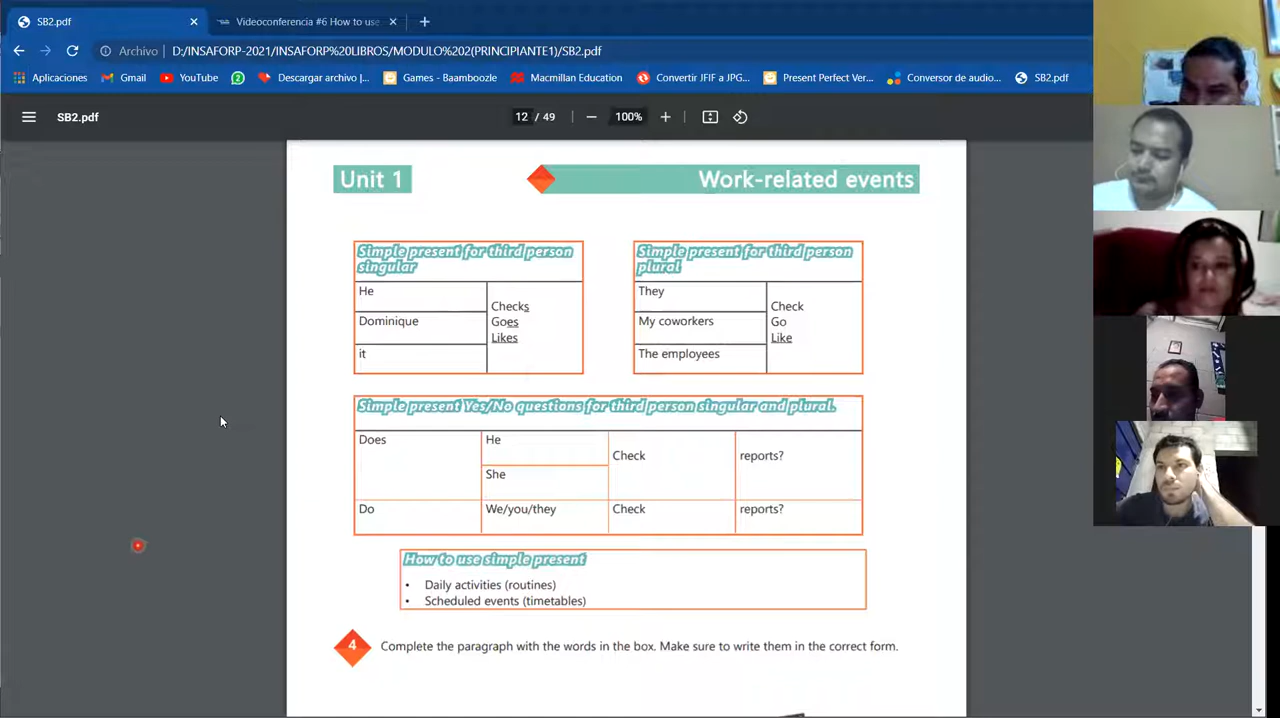 SB2.pdf
Videoconferencia #6 How to use
Archivo D:/INSAFORP-2021/INSAFORP%20LIBROS/MODULO%202(PRINCIPIANTE1)/SB2.pdf
Aplicaciones Gmail YouTube 2 Descargar archivo |... Games - Baamboozle Macmillan Education Convertir JFIF a JPG... Present Perfect Ver... Conversor de audio... SB2.pdf
SB2.pdf 12 / 49 100%
Unit 1 Work-related events
Simple present for third person singular
He
Dominique
it
Checks
Goes
Likes
Simple present for third person plural
They
My coworkers
The employees
Check
Go
Like
Simple present Yes/No questions for third person singular and plural.
Does He Check reports?
She
Do We/you/they Check reports?
How to use simple present
• Daily activities (routines)
• Scheduled events (timetables)
4 Complete the paragraph with the words in the box. Make sure to write them in the correct form.